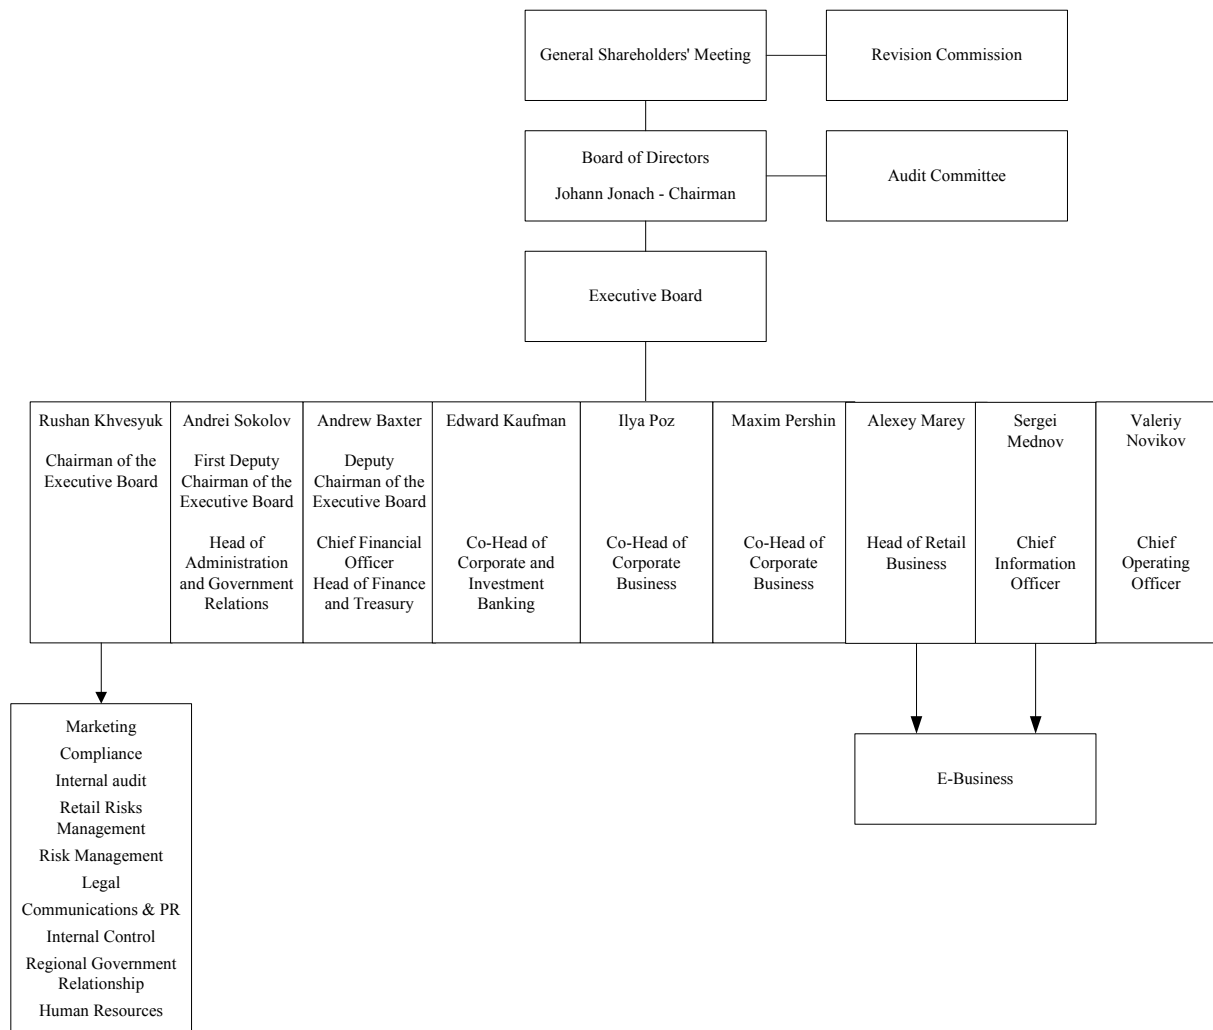 General Shareholders' Meeting
Revision Commission
Board of Directors
Johann Jonach - Chairman
Audit Committee
Executive Board
Rushan Khvesyuk
Chairman of the
Executive Board
Andrei Sokolov
First Deputy
Chairman of the
Executive Board
Head of
Administration
and Government
Relations
Andrew Baxter
Deputy
Chairman of the
Executive Board
Chief Financial
Officer
Head of Finance
and Treasury
Edward Kaufman
Co-Head of
Corporate and
Investment
Banking
Ilya Poz
Co-Head of
Corporate
Business
Maxim Pershin
Co-Head of
Corporate
Business
Alexey Marey
Head of Retail
Business
Sergei
Mednov
Chief
Information
Officer
Valeriy
Novikov
Chief
Operating
Officer
Marketing
Compliance
Internal audit
Retail Risks
Management
Risk Management
Legal
Communications & PR
Internal Control
Regional Government
Relationship
Human Resources
E-Business